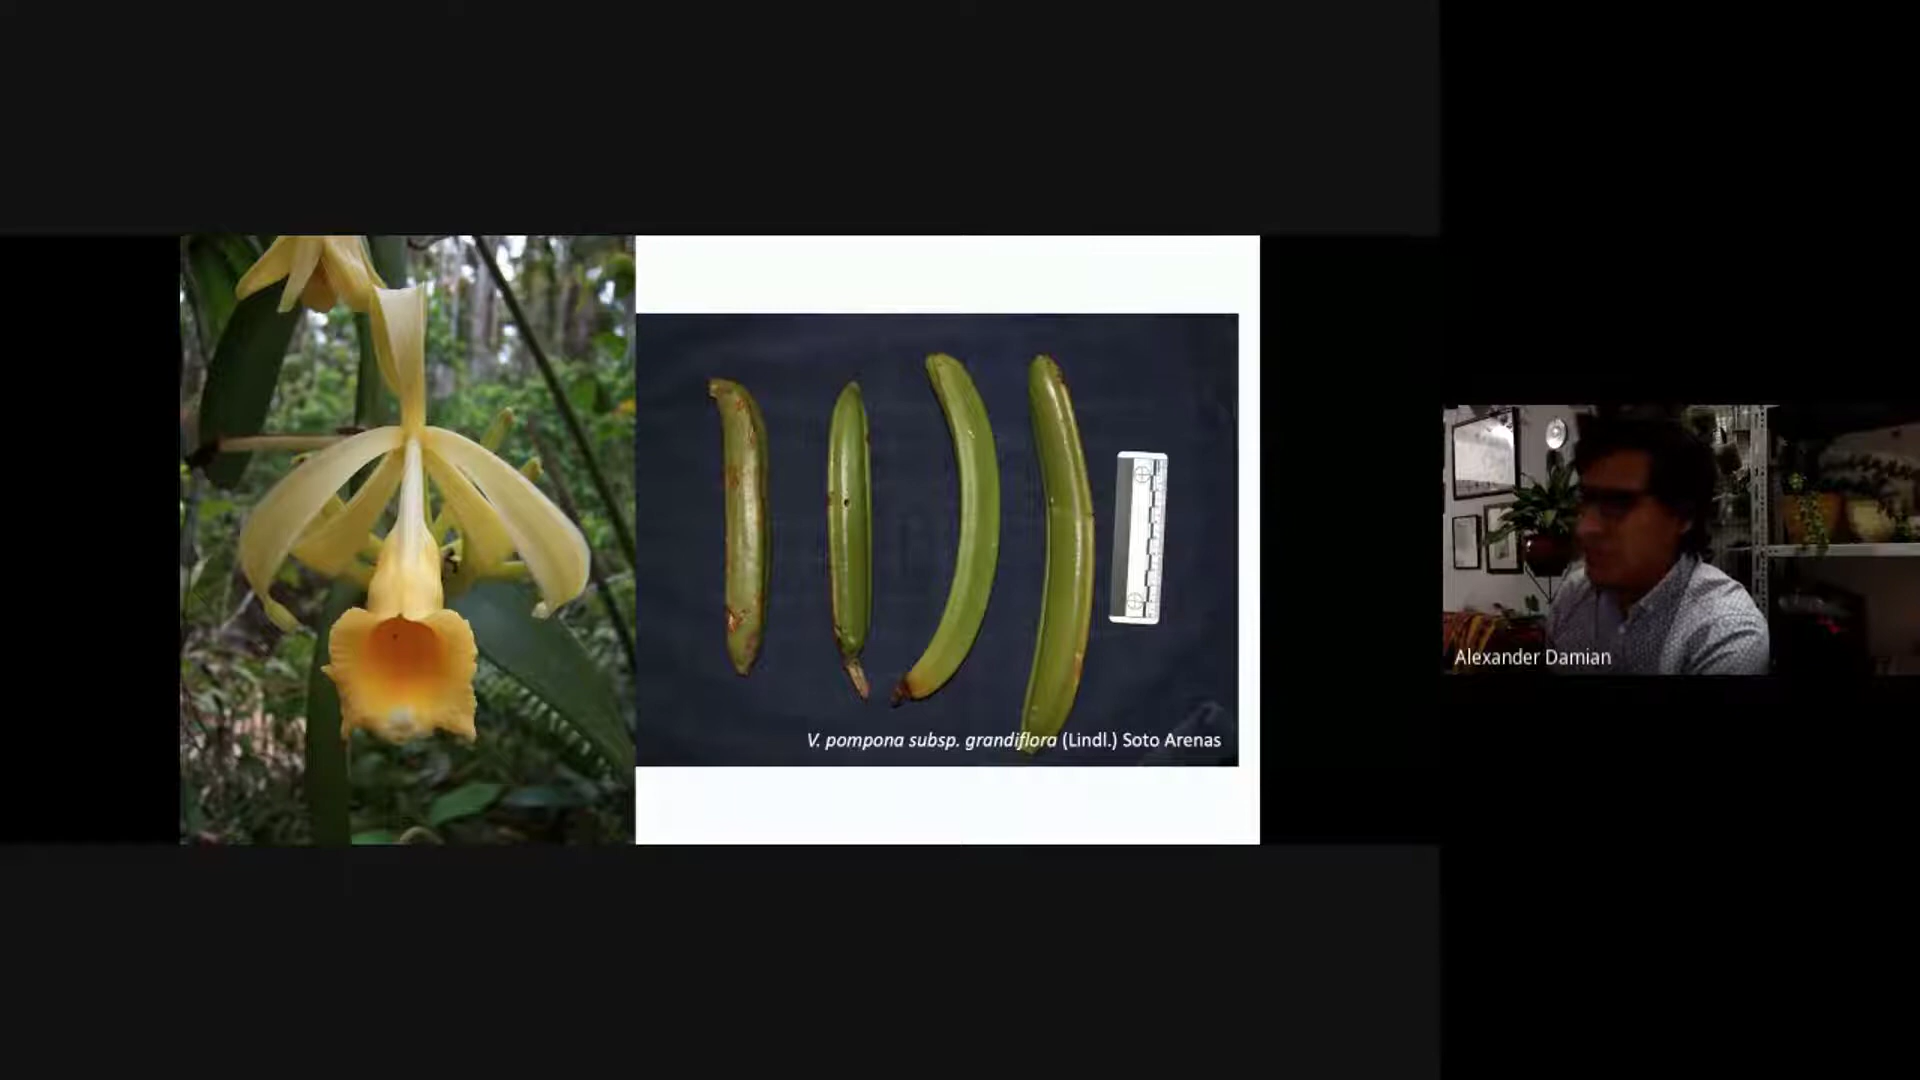 V. pompona subsp. grandiflora (Lindl.) Soto Arenas
Alexander Damian